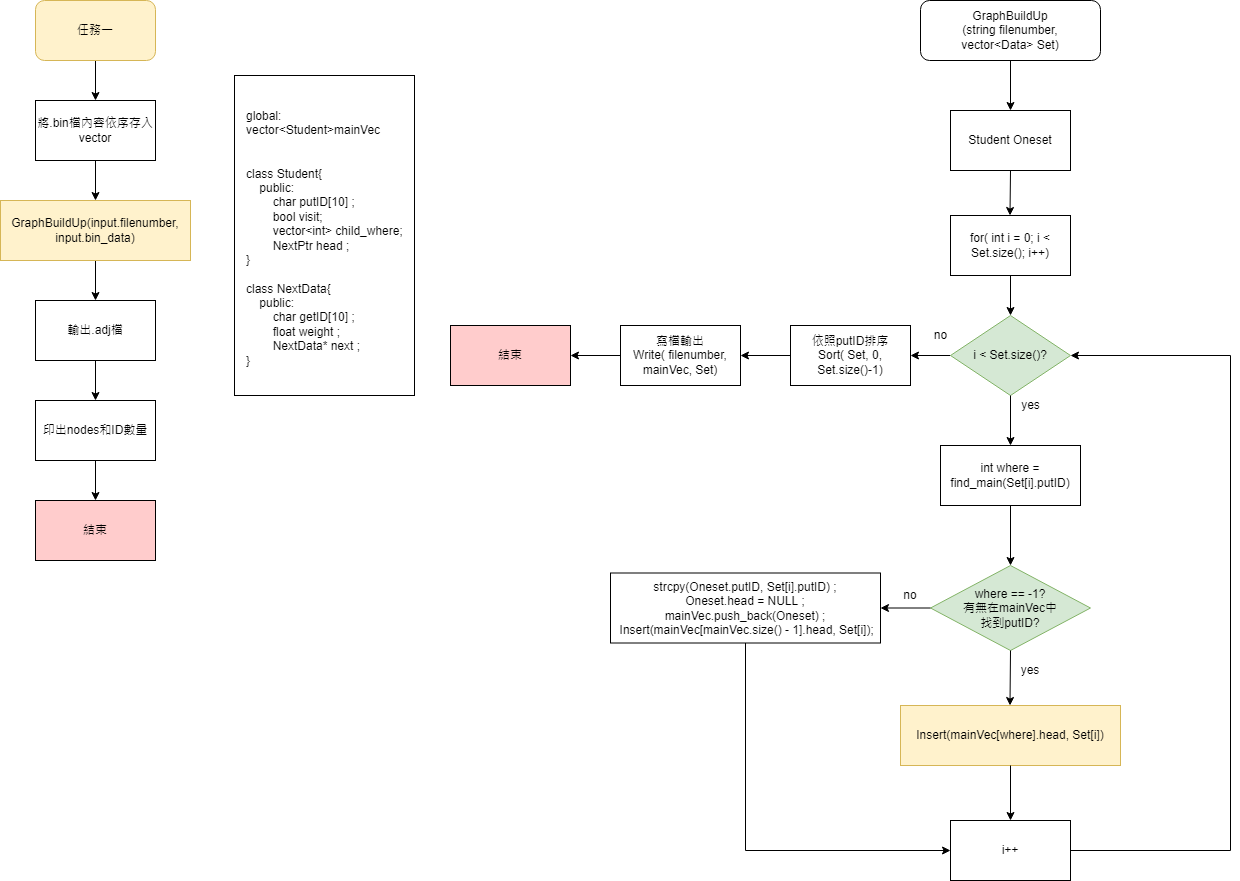 任務一
將.bin檔內容依序存入
vector
GraphBuildUp(input.filenumber,
input.bin_data)
輸出.adj檔
印出nodes和ID數量
結束
global:
vector<Student>mainVec
class Student{
public:
char putID[10] ;
bool visit;
vector<int> child_where;
NextPtr head ;
}
class NextData{
public:
char getID[10] ;
float weight ;
NextData* next ;
}
GraphBuildUp
(string filenumber,
vector<Data> Set)
Student Oneset
for( int i = 0; i <
Set.size(); i++)
i < Set.size()?
no
依照putID排序
Sort( Set, 0,
Set.size()-1)
寫檔輸出
Write( filenumber,
mainVec, Set)
結束
yes
int where =
find_main(Set[i].putID)
where == -1?
有無在mainVec中
找到putID?
no
strcpy(Oneset.putID, Set[i].putID) ;
Oneset.head = NULL ;
mainVec.push_back(Oneset) ;
Insert(mainVec[mainVec.size() - 1].head, Set[i]);
yes
Insert(mainVec[where].head, Set[i])
i++